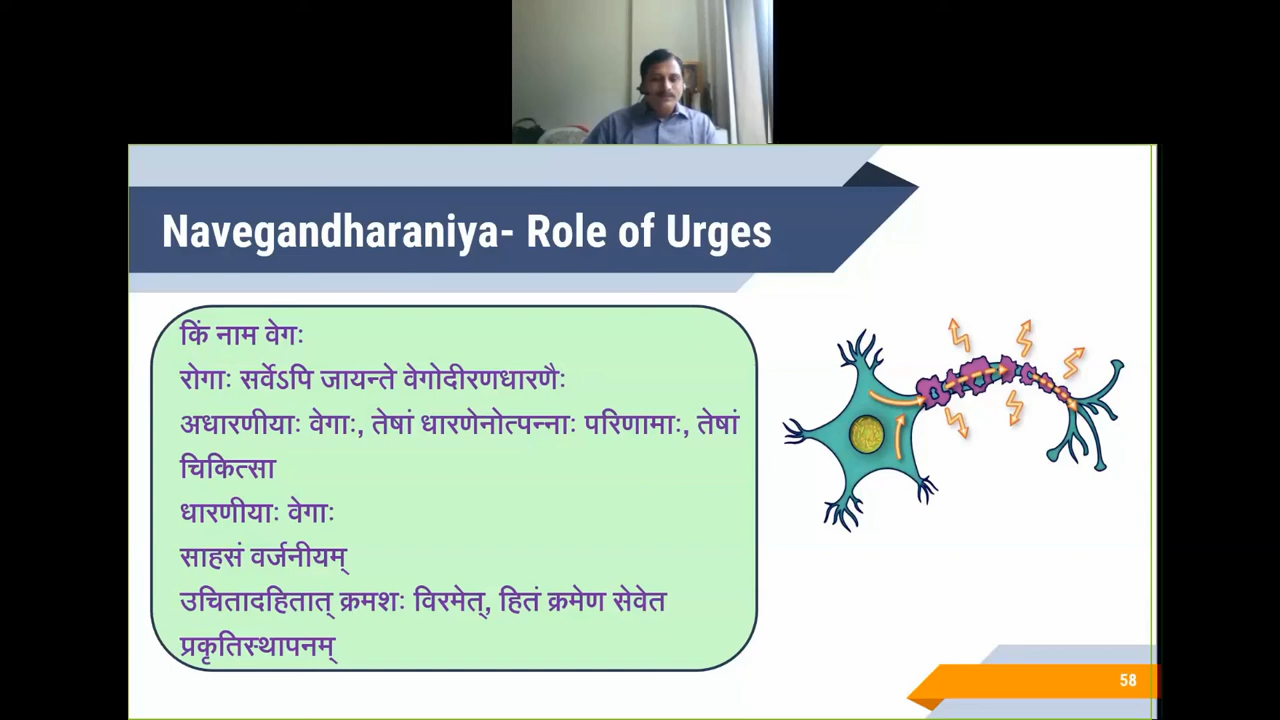 Navegandharaniya- Role of Urges
किं नाम वेगः
रोगाः सर्वेऽपि जायन्ते वेगोदीरणधारणैः
अधारणीयाः वेगाः, तेषां धारणेनोत्पन्नाः परिणामाः, तेषां
चिकित्सा
धारणीयाः वेगाः
साहसं वर्जनीयम्
उचितादहितात् क्रमशः विरमेत्, हितं क्रमेण सेवेत
प्रकृतिस्थापनम्
58